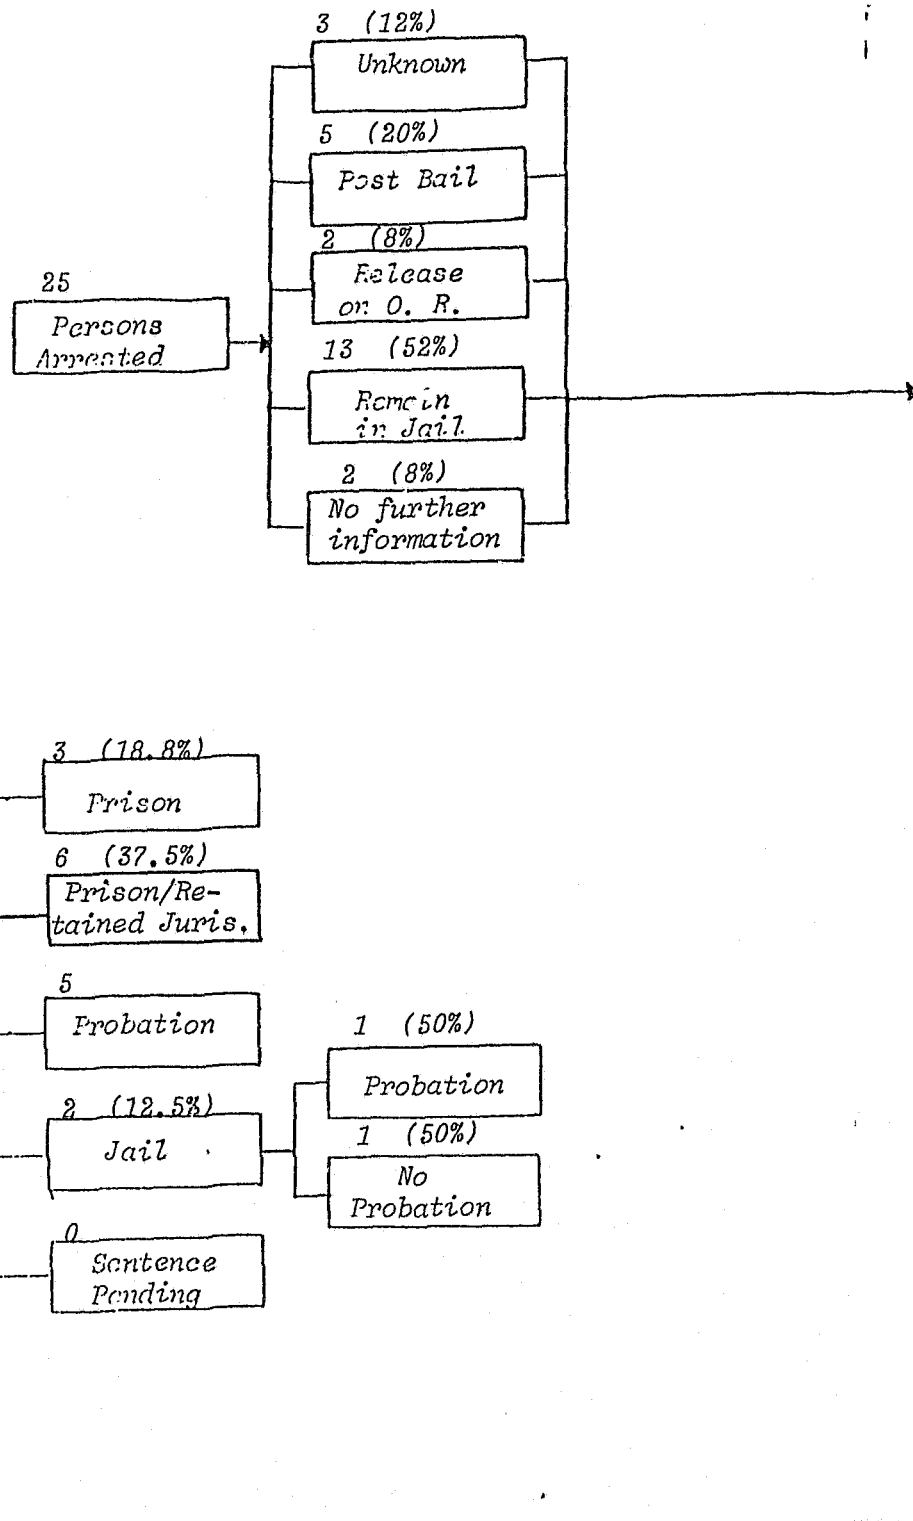 3 (12%)
Unknown
5 (20%)
Post Bail
2 (8%)
Release
on O. R.
25
Persons
Arrested
13 (52%)
Remain
in Jail
2 (8%)
No further
information
3 (18.8%)
Prison
6 (37.5%)
Prison/Re-
tained Juris.
5
Probation
2 (12.5%)
Jail
1 (50%)
Probation
1 (50%)
No
Probation
0
Sentence
Pending